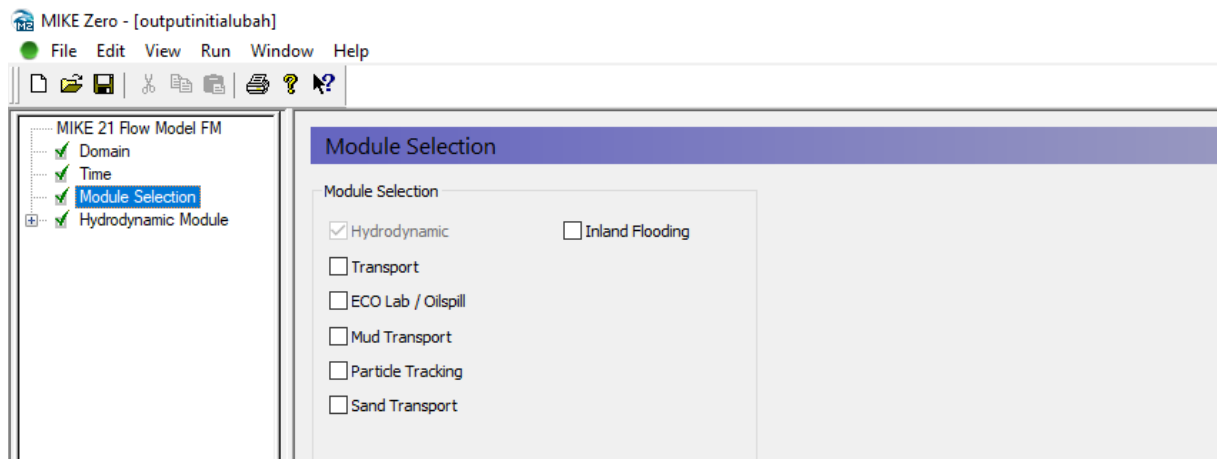 MIKE Zero - [outputinitialubah]
File Edit View Run Window Help
MIKE 21 Flow Model FM
Domain
Time
Module Selection
Hydrodynamic Module
Module Selection
Module Selection
Hydrodynamic Inland Flooding
Transport
ECO Lab / Oilspill
Mud Transport
Particle Tracking
Sand Transport